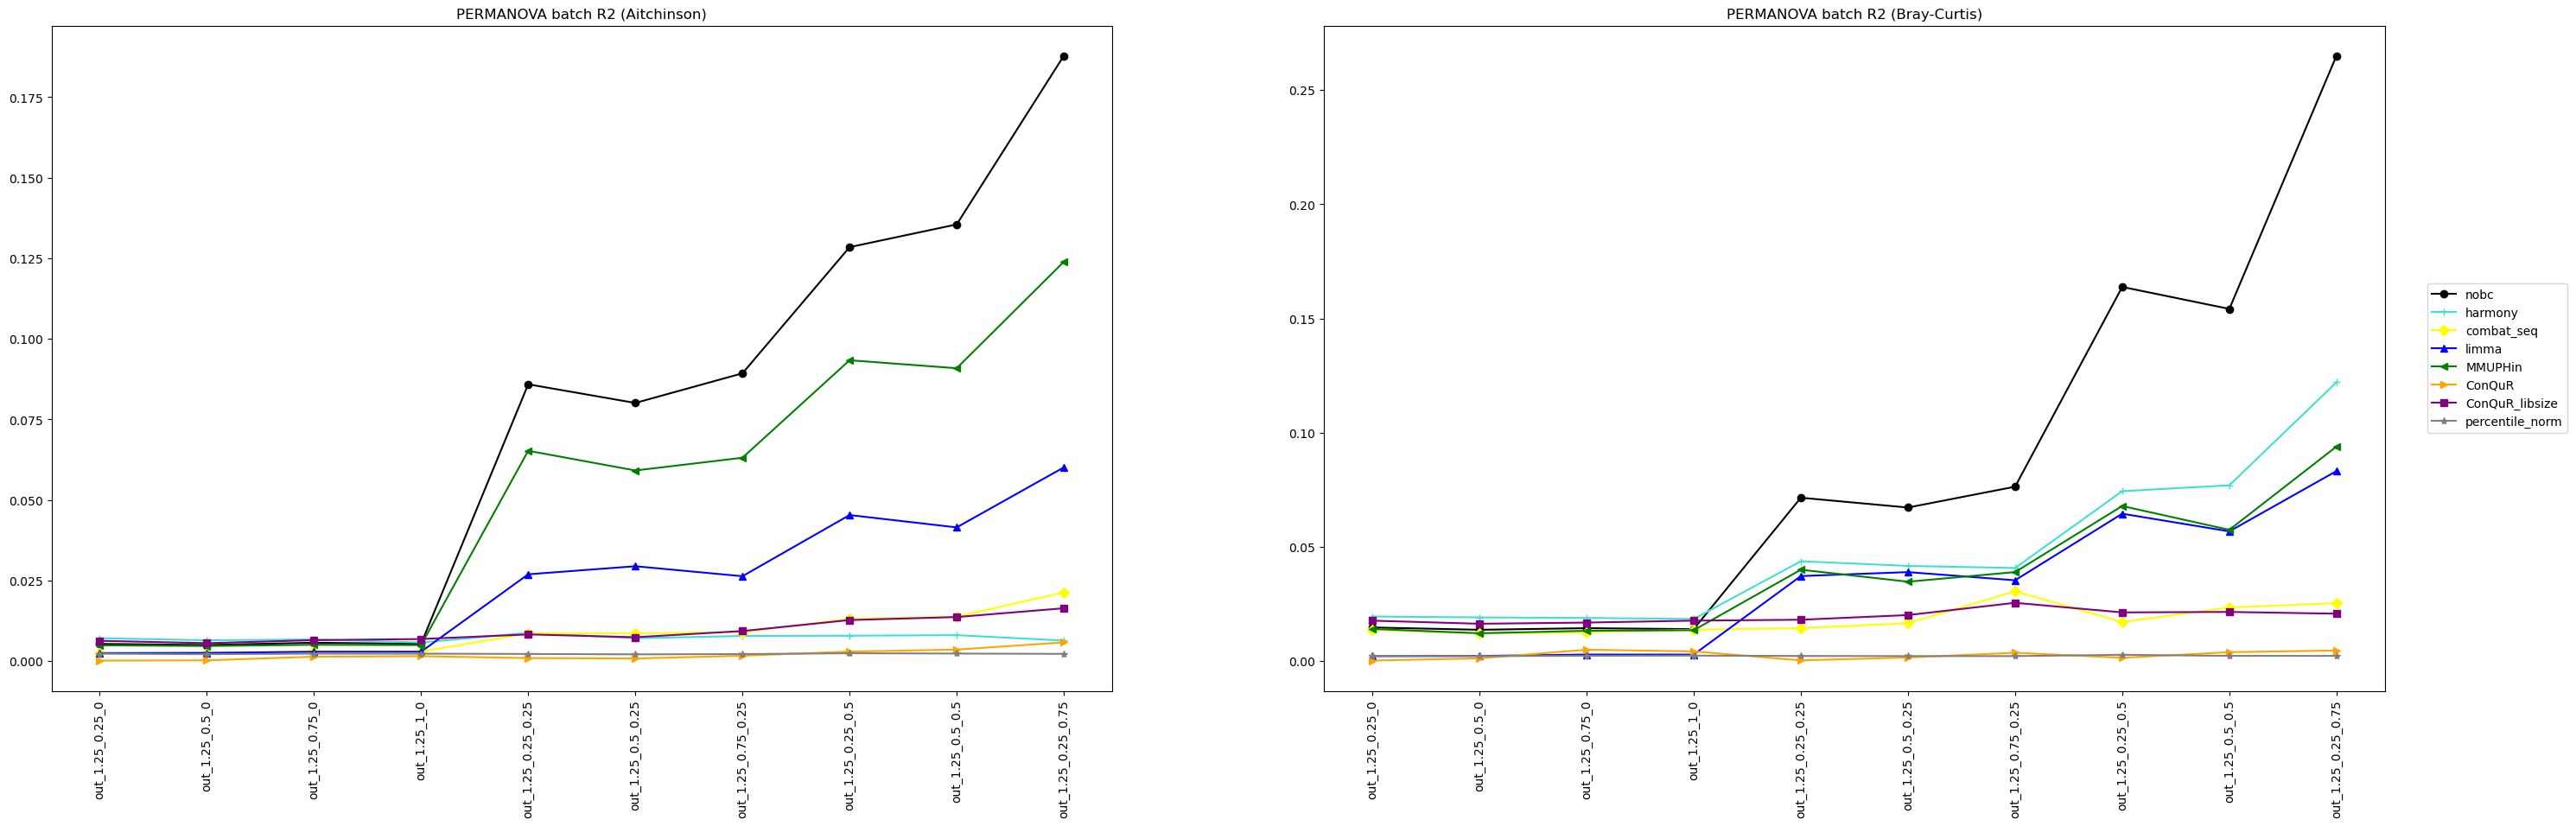 PERMANOVA batch R2 (Aitchinson)
0.175
0.150
0.125
0.100
0.075
0.050
0.025
0.000
out_1.25_0.25_0
out_1.25_0.5_0
out_1.25_0.75_0
out_1.25_1_0
out_1.25_0.25_0.25
out_1.25_0.5_0.25
out_1.25_0.75_0.25
out_1.25_0.25_0.5
out_1.25_0.5_0.5
out_1.25_0.25_0.75
PERMANOVA batch R2 (Bray-Curtis)
0.25
0.20
0.15
0.10
0.05
0.00
out_1.25_0.25_0
out_1.25_0.5_0
out_1.25_0.75_0
out_1.25_1_0
out_1.25_0.25_0.25
out_1.25_0.5_0.25
out_1.25_0.75_0.25
out_1.25_0.25_0.5
out_1.25_0.5_0.5
out_1.25_0.25_0.75
nobc
harmony
combat_seq
limma
MMUPHin
ConQuR
ConQuR_libsize
percentile_norm